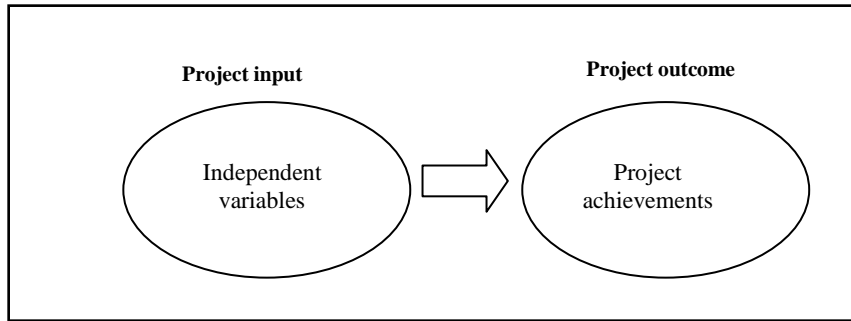 Project input
Project outcome
Independent
variables
Project
achievements